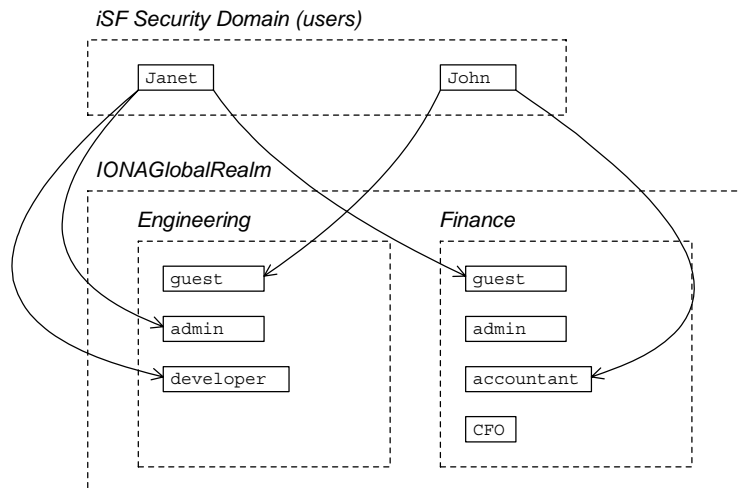 iSF Security Domain (users)
Janet John
IONAGlobalRealm
Engineering Finance
guest guest
admin admin
developer accountant
CFO